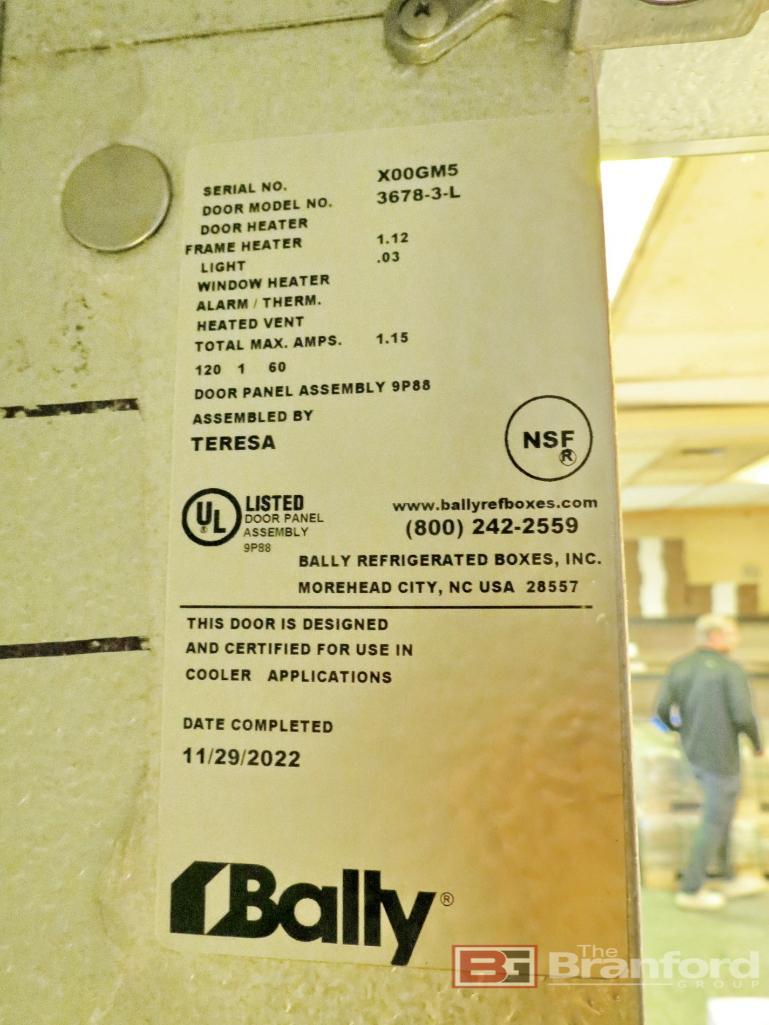 SERIAL NO. X00GM5
DOOR MODEL NO. 3678-3-L
DOOR HEATER
FRAME HEATER 1.12
LIGHT .03
WINDOW HEATER
ALARM / THERM.
HEATED VENT
TOTAL MAX. AMPS. 1.15
120 1 60
DOOR PANEL ASSEMBLY 9P88
ASSEMBLED BY
TERESA
NSF®
UL® LISTED
DOOR PANEL
ASSEMBLY
9P88
www.ballyrefboxes.com
(800) 242-2559
BALLY REFRIGERATED BOXES, INC.
MOREHEAD CITY, NC USA 28557
THIS DOOR IS DESIGNED
AND CERTIFIED FOR USE IN
COOLER APPLICATIONS
DATE COMPLETED
11/29/2022
Bally®
BG The Branford
GROUP